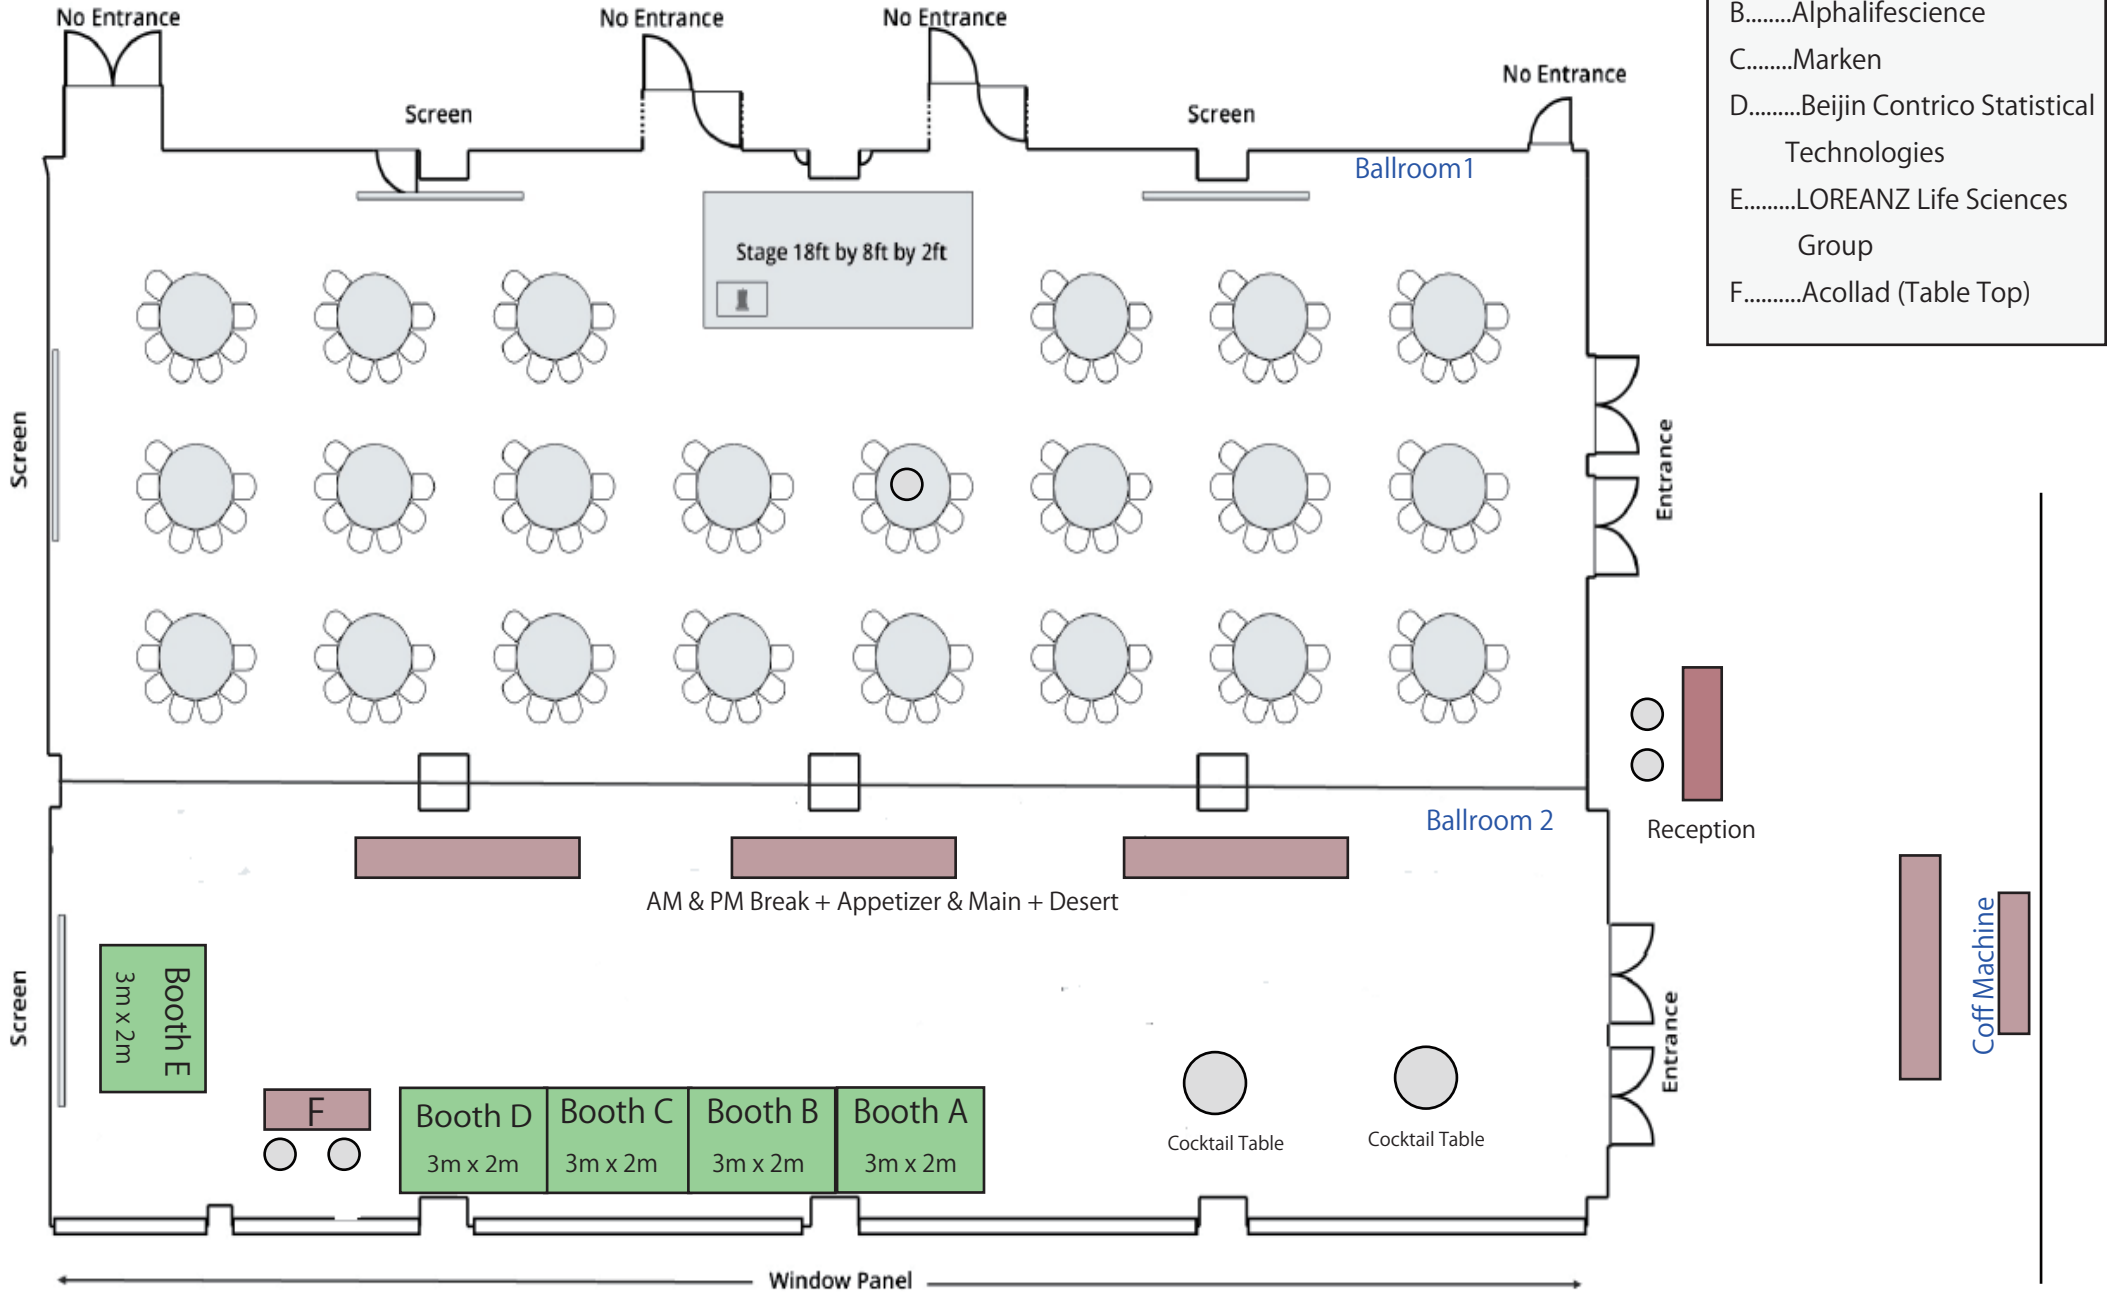 No Entrance
No Entrance
No Entrance
B........Alphalifescience
C........Marken
No Entrance
D.........Beijin Contrico Statistical
Technologies
Screen
Screen
Ballroom1
E.........LOREANZ Life Sciences
Group
Stage 18ft by 8ft by 2ft
F..........Acollad (Table Top)
Screen
Entrance
Ballroom 2
Reception
AM & PM Break + Appetizer & Main + Desert
Screen
Booth E
3m x 2m
Coff Machine
Entrance
F
Booth D
3m x 2m
Booth C
3m x 2m
Booth B
3m x 2m
Booth A
3m x 2m
Cocktail Table
Cocktail Table
Window Panel